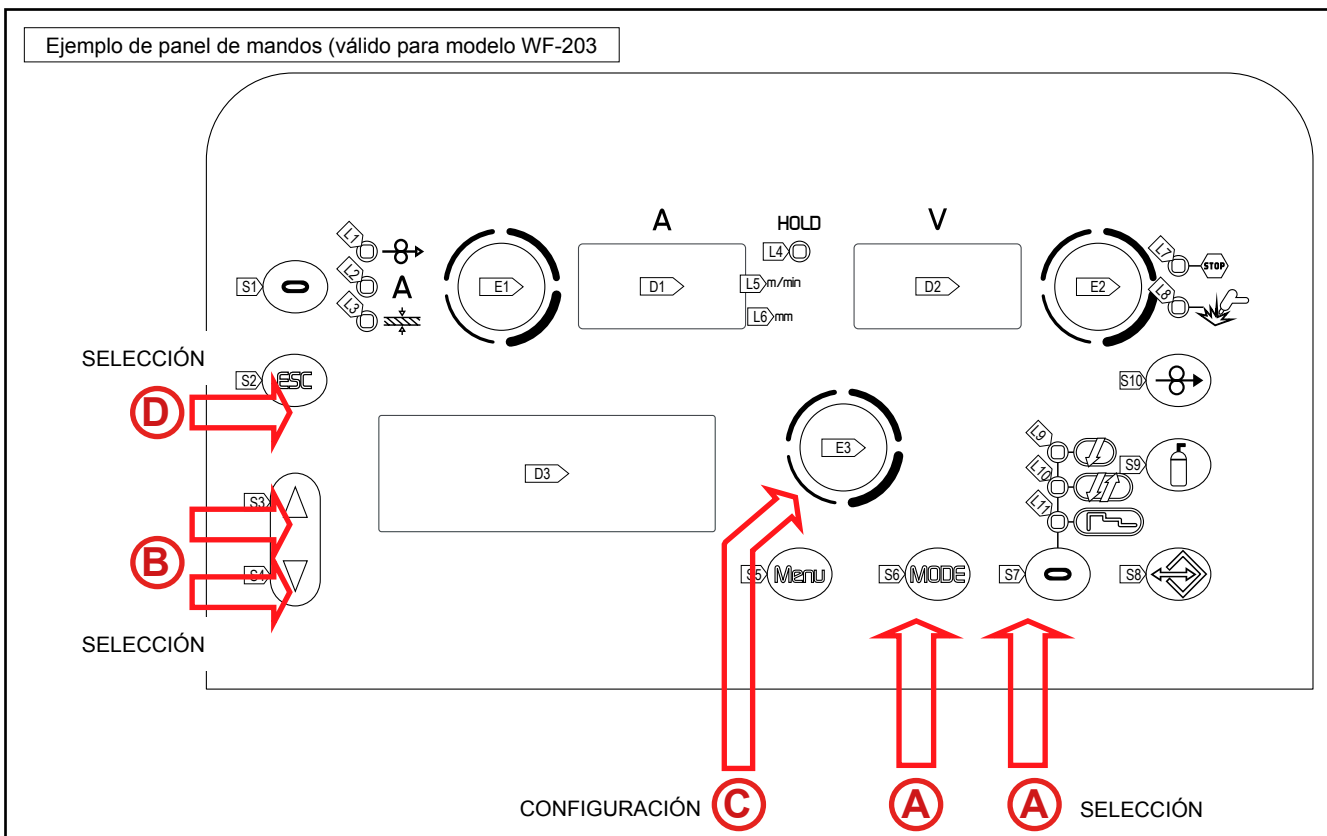 Ejemplo de panel de mandos (válido para modelo WF-203
A
HOLD
V
L1
L2
A
L3
S1
E1
D1
L4
L5 m/min
L6 mm
D2
E2
L7
STOP
L8
SELECCIÓN
D
S2 ESC
S10
D3
E3
L9
L10
L11
S9
S3
B
S4
SELECCIÓN
S5 Menu
S6 MODE
S7
S8
CONFIGURACIÓN C
A
A SELECCIÓN